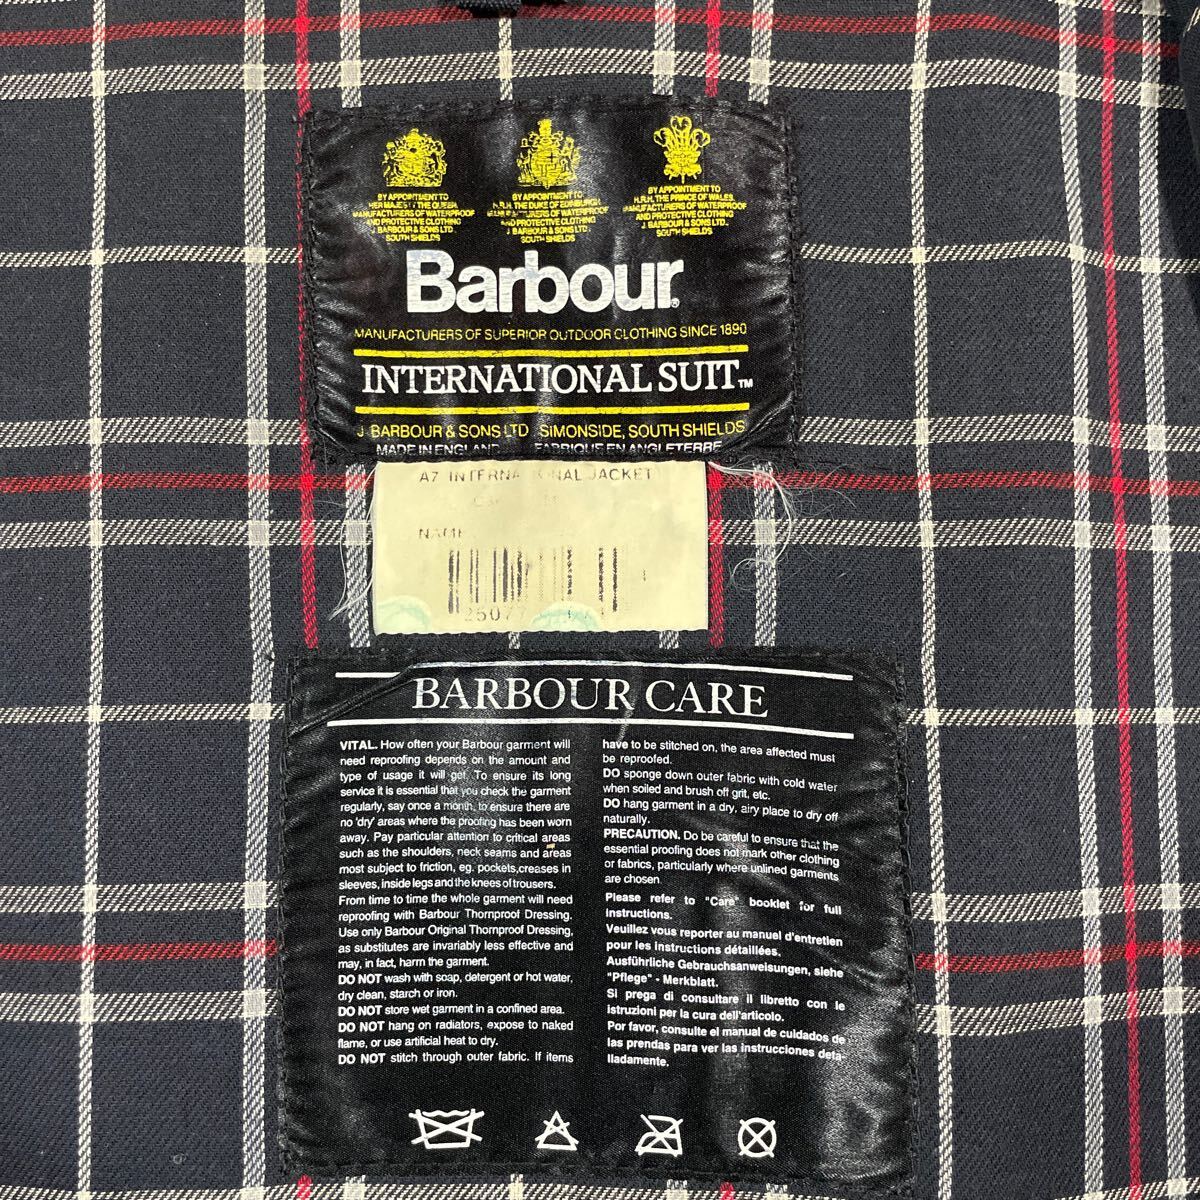 BY APPOINTMENT TO
HER MAJESTY THE QUEEN
MANUFACTURERS OF WATERPROOF
AND PROTECTIVE CLOTHING
J. BARBOUR & SONS LTD.
SOUTH SHIELDS
BY APPOINTMENT TO
H.R.H. THE DUKE OF EDINBURGH
MANUFACTURERS OF WATERPROOF
AND PROTECTIVE CLOTHING
J. BARBOUR & SONS LTD
SOUTH SHIELDS
BY APPOINTMENT TO
H.R.H. THE PRINCE OF WALES
MANUFACTURERS OF WATERPROOF
AND PROTECTIVE CLOTHING
J. BARBOUR & SONS LTD.
SOUTH SHIELDS
Barbour®
MANUFACTURERS OF SUPERIOR OUTDOOR CLOTHING SINCE 1890
INTERNATIONAL SUIT™
J. BARBOUR & SONS LTD SIMONSIDE, SOUTH SHIELDS
MADE IN ENGLAND FABRIQUE EN ANGLETERRE
A7 INTERNATIONAL JACKET
NAME
BARBOUR CARE
VITAL. How often your Barbour garment will
need reproofing depends on the amount and
type of usage it will get. To ensure its long
service it is essential that you check the garment
regularly, say once a month, to ensure there are
no 'dry' areas where the proofing has been worn
away. Pay particular attention to critical areas
such as the shoulders, neck seams and areas
most subject to friction, eg. pockets,creases in
sleeves, inside legs and the knees of trousers.
From time to time the whole garment will need
reproofing with Barbour Thornproof Dressing.
Use only Barbour Original Thornproof Dressing,
as substitutes are invariably less effective and
may, in fact, harm the garment.
DO NOT wash with soap, detergent or hot water,
dry clean, starch or iron.
DO NOT store wet garment in a confined area.
DO NOT hang on radiators, expose to naked
flame, or use artificial heat to dry.
DO NOT stitch through outer fabric. If items
have to be stitched on, the area affected must
be reproofed.
DO sponge down outer fabric with cold water
when soiled and brush off grit, etc.
DO hang garment in a dry, airy place to dry off
naturally.
PRECAUTION. Do be careful to ensure that the
essential proofing does not mark other clothing
or fabrics, particularly where unlined garments
are chosen.
Please refer to "Care" booklet for full
instructions.
Veuillez vous reporter au manuel d'entretien
pour les instructions détaillées.
Ausführliche Gebrauchsanweisungen, siehe
"Pflege" - Merkblatt.
Si prega di consultare il libretto con le
istruzioni per la cura dell'articolo.
Por favor, consulte el manual de cuidados de
las prendas para ver las instrucciones deta-
lladamente.